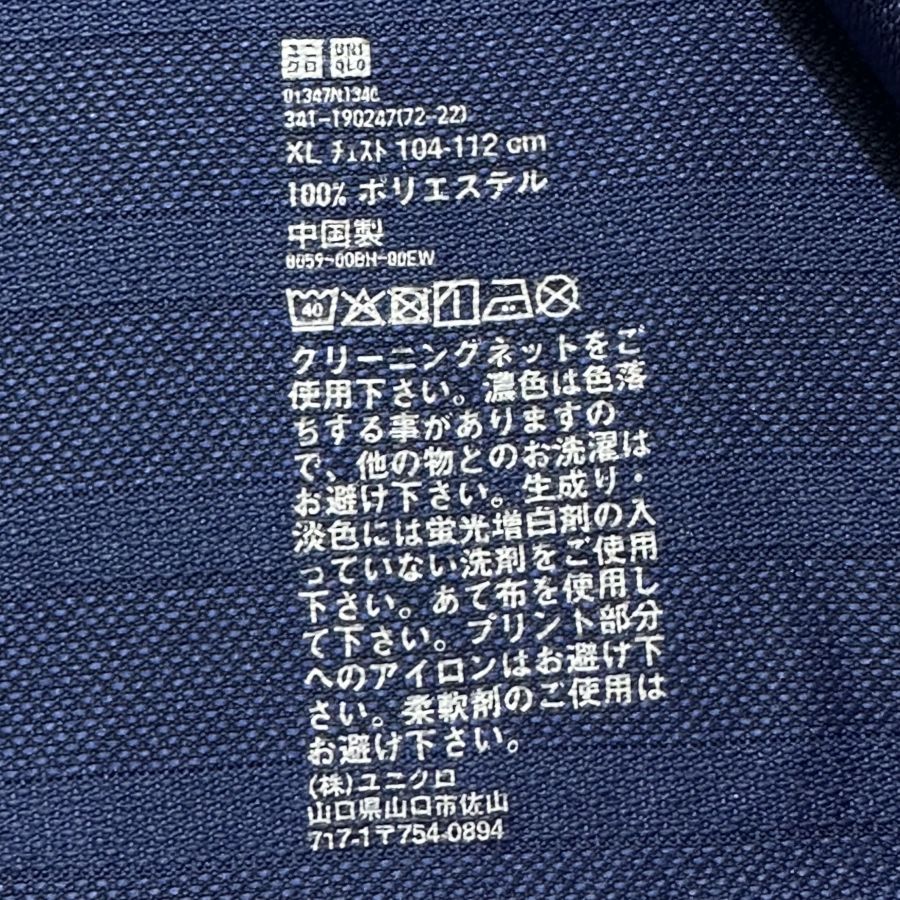 ユニ UNI
クロ QLO
01347N134C
341-190247(72-22)
XL チェスト 104-112 cm
100% ポリエステル
中国製
0059-00BH-00EW
40
クリーニングネットをご
使用下さい。濃色は色落
ちする事がありますの
で、他の物とのお洗濯は
お避け下さい。生成り・
淡色には蛍光増白剤の入
っていない洗剤をご使用
下さい。あて布を使用し
て下さい。プリント部分
へのアイロンはお避け下
さい。柔軟剤のご使用は
お避け下さい。
(株)ユニクロ
山口県山口市佐山
717-1〒754-0894